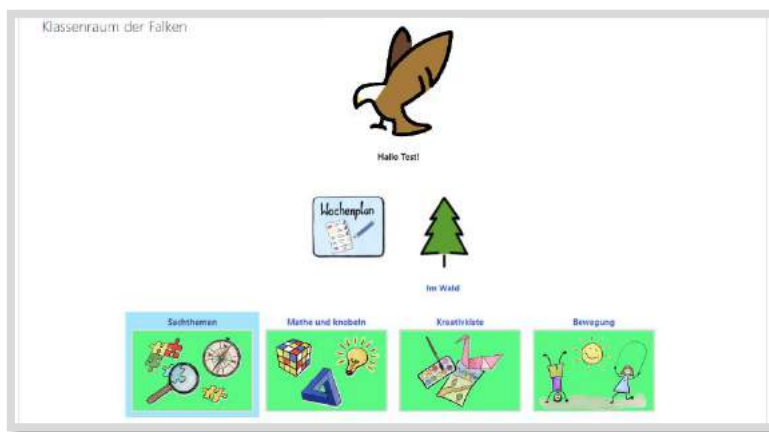 Klassenraum der Falken
Hallo Test!
Wochenplan
Im Wald
Sachthemen
Mathe und knobeln
Kreativkiste
Bewegung